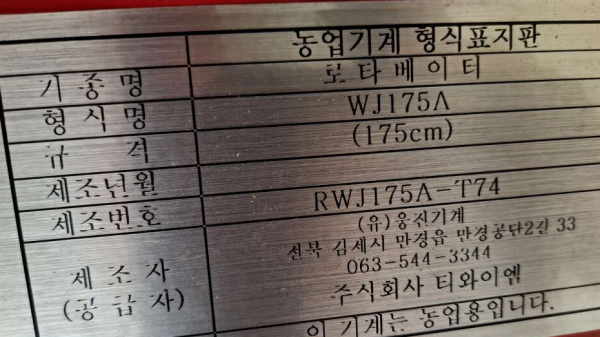 농업기계 형식표지판
기 종 명 로 타 베 이 터
형 식 명 WJ175A
규 격 (175cm)
제조년월
제조번호 RWJ175A-T74
(유)웅진기계
전북 김제시 만경읍 만경공단2길 33
063-544-3344
제 조 자
(공 급 자) 주식회사 티와이엠
이 기계는 농업용입니다.